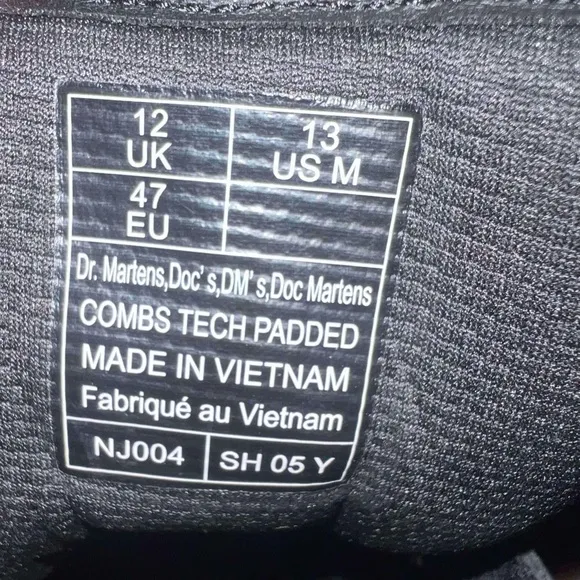 12
UK
13
US M
47
EU
Dr. Martens,Doc's,DM's,Doc Martens
COMBS TECH PADDED
MADE IN VIETNAM
Fabriqué au Vietnam
NJ004
SH 05 Y